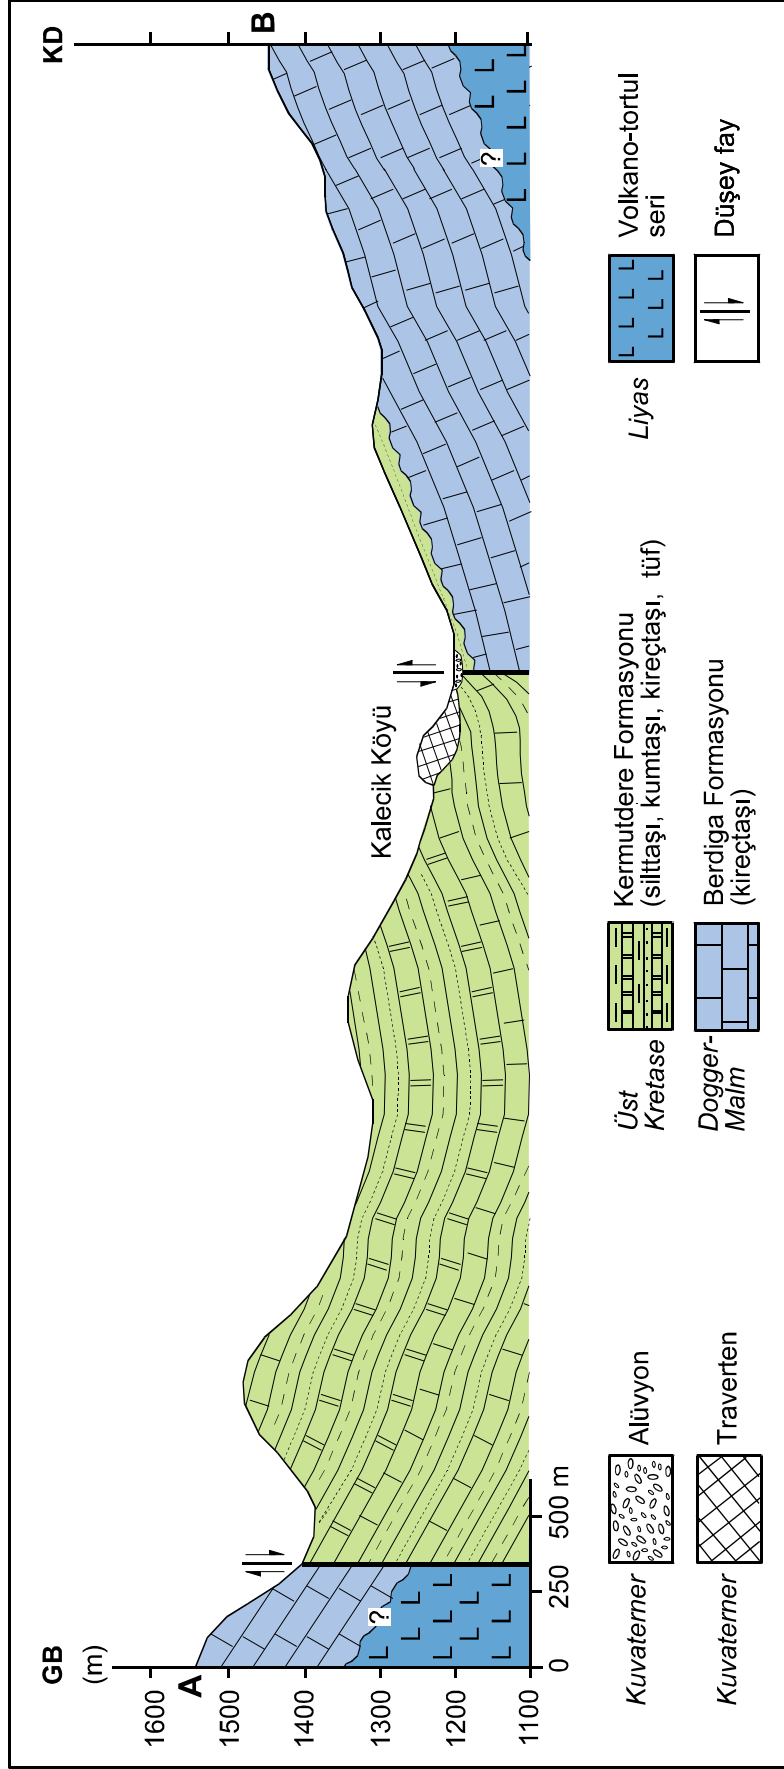 GB
KD
A
B
(m)
1600
1500
1400
1300
1200
1100
?
Kalecik Köyü
?
0
250
500 m
Kuvaterner
Alüvyon
Üst
Kretase
Kermutdere Formasyonu
(silttaşı, kumtaşı, kireçtaşı, tüf)
Liyas
Volkano-tortul
seri
Kuvaterner
Traverten
Dogger-
Malm
Berdiga Formasyonu
(kireçtaşı)
Düşey fay